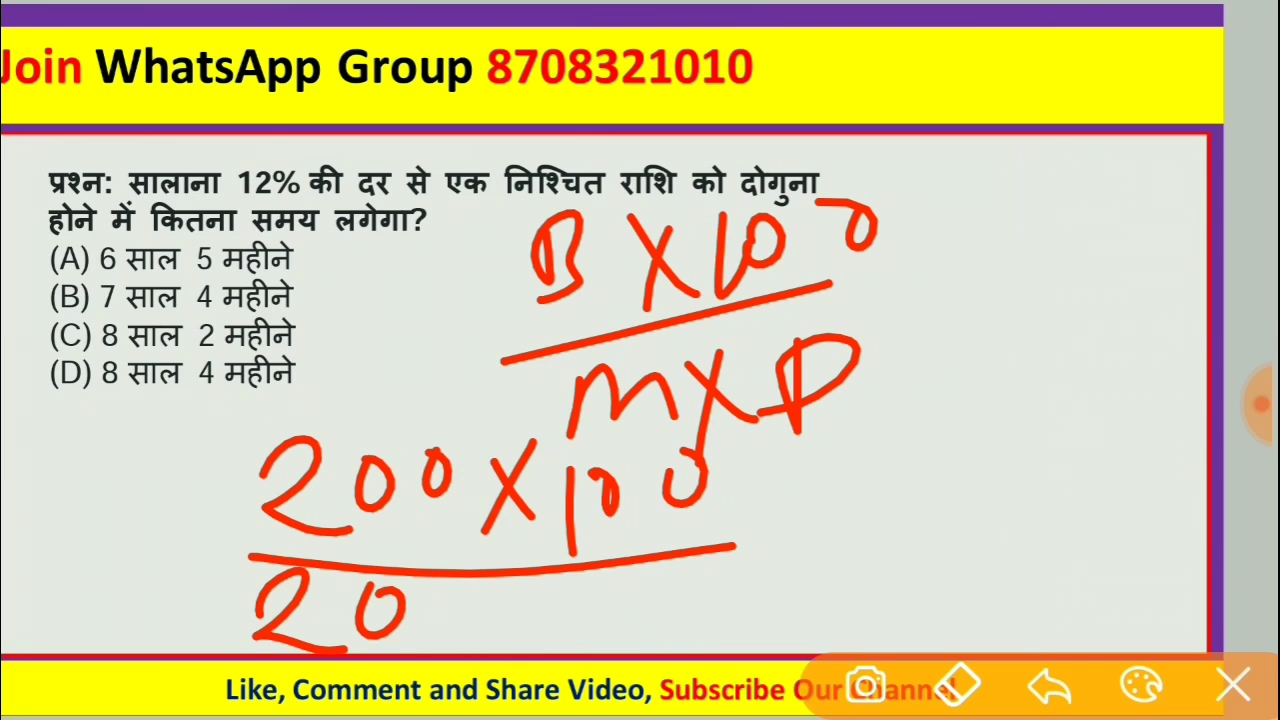 Join WhatsApp Group 8708321010
प्रश्न: सालाना 12% की दर से एक निश्चित राशि को दोगुना
होने में कितना समय लगेगा?
(A) 6 साल 5 महीने
(B) 7 साल 4 महीने
(C) 8 साल 2 महीने
(D) 8 साल 4 महीने
B X 100
m X P
200 X 100
20
Like, Comment and Share Video, Subscribe Our Channel